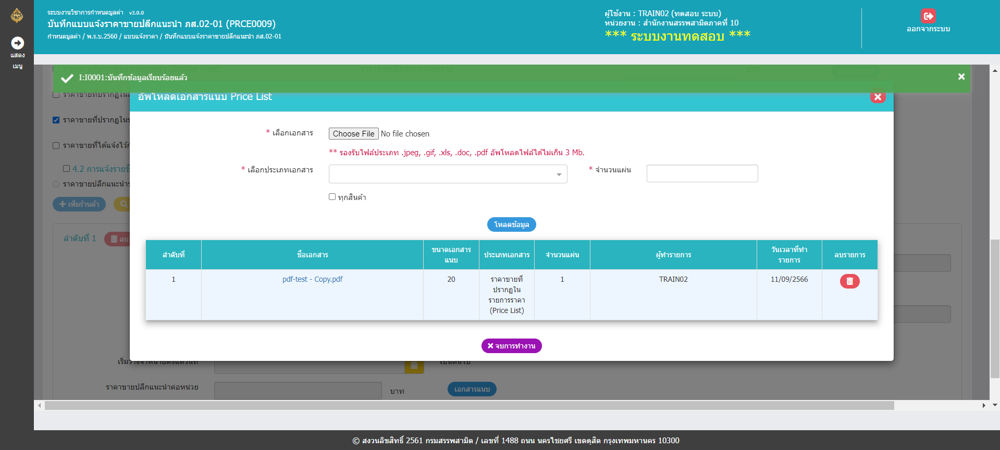 ระบบงานวิชาการกำหนดมูลค่า v3.0.0
บันทึกแบบแจ้งราคาขายปลีกแนะนำ ภส.02-01 (PRCE0009)
กำหนดมูลค่า / พ.ร.บ.2560 / แบบแจ้งราคา / บันทึกแบบแจ้งราคาขายปลีกแนะนำ ภส.02-01
ผู้ใช้งาน : TRAIN02 (ทดสอบ ระบบ)
หน่วยงาน : สำนักงานสรรพสามิตภาคที่ 10
*** ระบบงานทดสอบ ***
ออกจากระบบ
แสดง
เมนู
I:I0001:บันทึกข้อมูลเรียบร้อยแล้ว
อัพโหลดเอกสารแนบ Price List
ราคาขายที่ปรากฏใน
ราคาขายที่ปรากฏใน
ราคาขายที่ได้แจ้งไว้
4.2 การแจ้งราย
ราคาขายปลีกแนะนำ
เพิ่มร้านค้า
ลำดับที่ 1 ลบ
* เลือกเอกสาร Choose File No file chosen
** รองรับไฟล์ประเภท .jpeg, .gif, .xls, .doc, .pdf อัพโหลดไฟล์ได้ไม่เกิน 3 Mb.
* เลือกประเภทเอกสาร * จำนวนแผ่น
ทุกสินค้า
โหลดข้อมูล
ลำดับที่ ชื่อเอกสาร ขนาดเอกสารแนบ ประเภทเอกสาร จำนวนแผ่น ผู้ทำรายการ วันเวลาที่ทำรายการ ลบรายการ
1 pdf-test - Copy.pdf 20 ราคาขายที่ปรากฏในรายการราคา (Price List) 1 TRAIN02 11/09/2566
จบการทำงาน
เริ่มวางจำหน่ายตั้งแต่วันที่ เป็นต้นไป
ราคาขายปลีกแนะนำต่อหน่วย บาท เอกสารแนบ
© สงวนลิขสิทธิ์ 2561 กรมสรรพสามิต / เลขที่ 1488 ถนน นครไชยศรี เขตดุสิต กรุงเทพมหานคร 10300